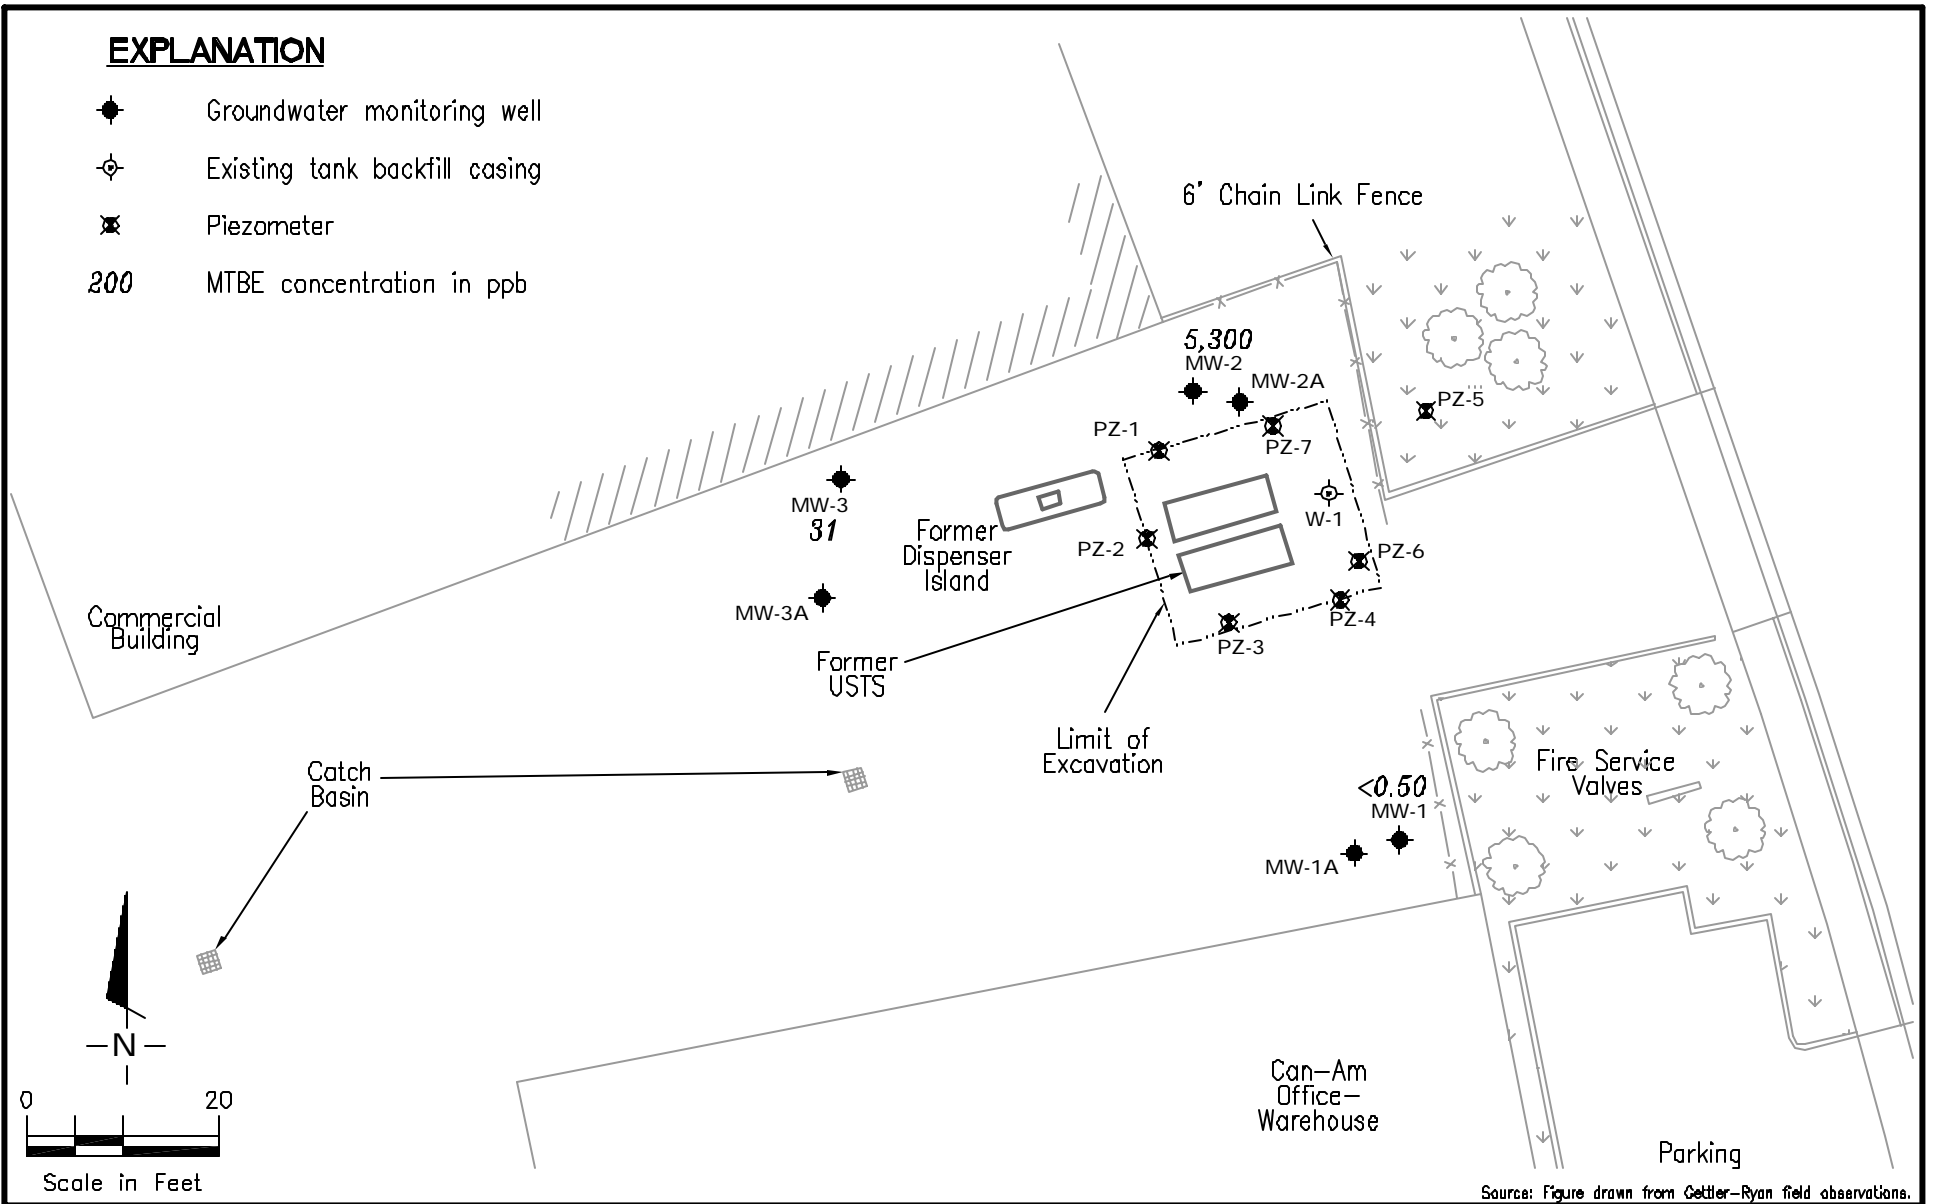 EXPLANATION
Groundwater monitoring well
Existing tank backfill casing
Piezometer
200 MTBE concentration in ppb
6' Chain Link Fence
5,300
MW-2
MW-2A
PZ-1
PZ-7
PZ-5
MW-3
31
Former
Dispenser
Island
W-1
PZ-2
PZ-6
MW-3A
PZ-4
PZ-3
Commercial
Building
Former
USTS
Limit of
Excavation
Catch
Basin
Fire Service
Valves
<0.50
MW-1
MW-1A
N
0 20
Scale in Feet
Can-Am
Office-
Warehouse
Parking
Source: Figure drawn from Gettler-Ryan field observations.